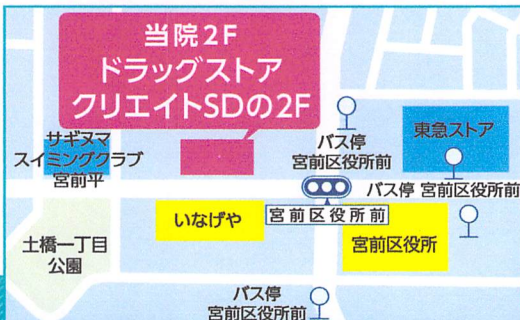 当院2F
ドラッグストア
クリエイトSDの2F
サギヌマ
スイミングクラブ
宮前平
バス停
宮前区役所前
東急ストア
バス停 宮前区役所前
宮前区役所前
いなげや
宮前区役所
土橋一丁目
公園
バス停
宮前区役所前